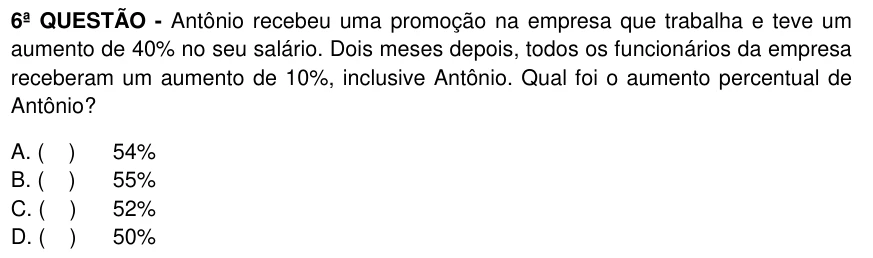 6ª QUESTÃO - Antônio recebeu uma promoção na empresa que trabalha e teve um
aumento de 40% no seu salário. Dois meses depois, todos os funcionários da empresa
receberam um aumento de 10%, inclusive Antônio. Qual foi o aumento percentual de
Antônio?
A. ( ) 54%
B. ( ) 55%
C. ( ) 52%
D. ( ) 50%